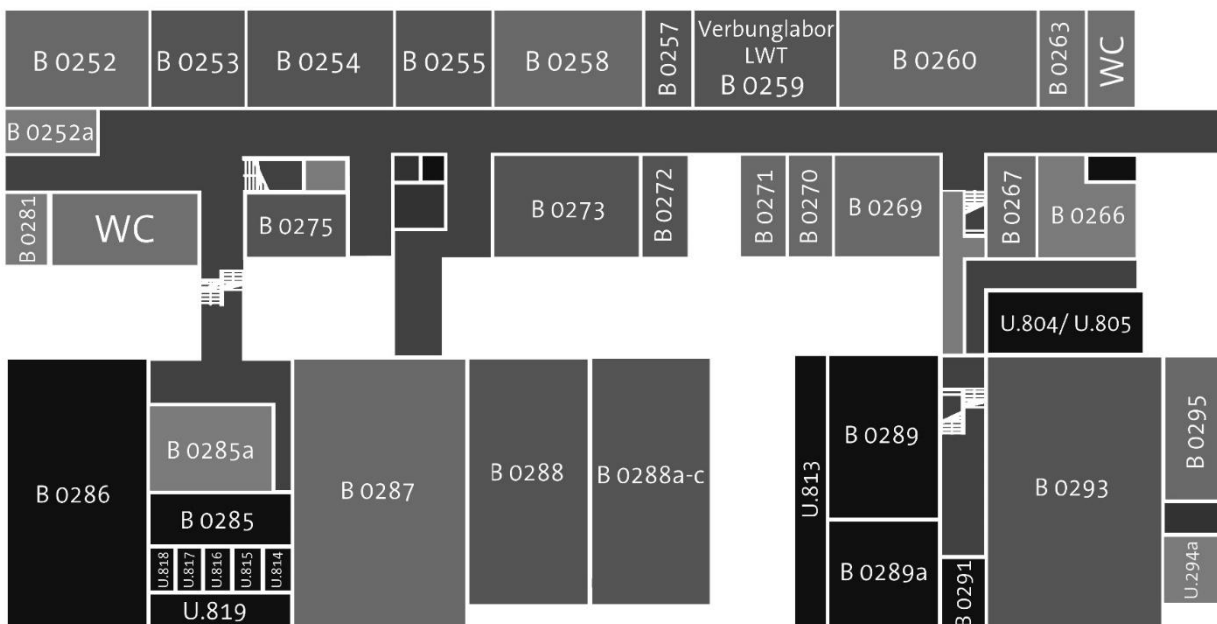 B 0252
B 0253
B 0254
B 0255
B 0258
B 0257
Verbunglabor
LWT
B 0259
B 0260
B 0263
WC
B 0252a
B 0281
WC
B 0275
B 0273
B 0272
B 0271
B 0270
B 0269
B 0267
B 0266
U.804/ U.805
B 0286
B 0285a
B 0285
U.818
U.817
U.816
U.815
U.814
U.819
B 0287
B 0288
B 0288a-c
U.813
B 0289
B 0289a
B 0291
B 0293
B 0295
U.294a